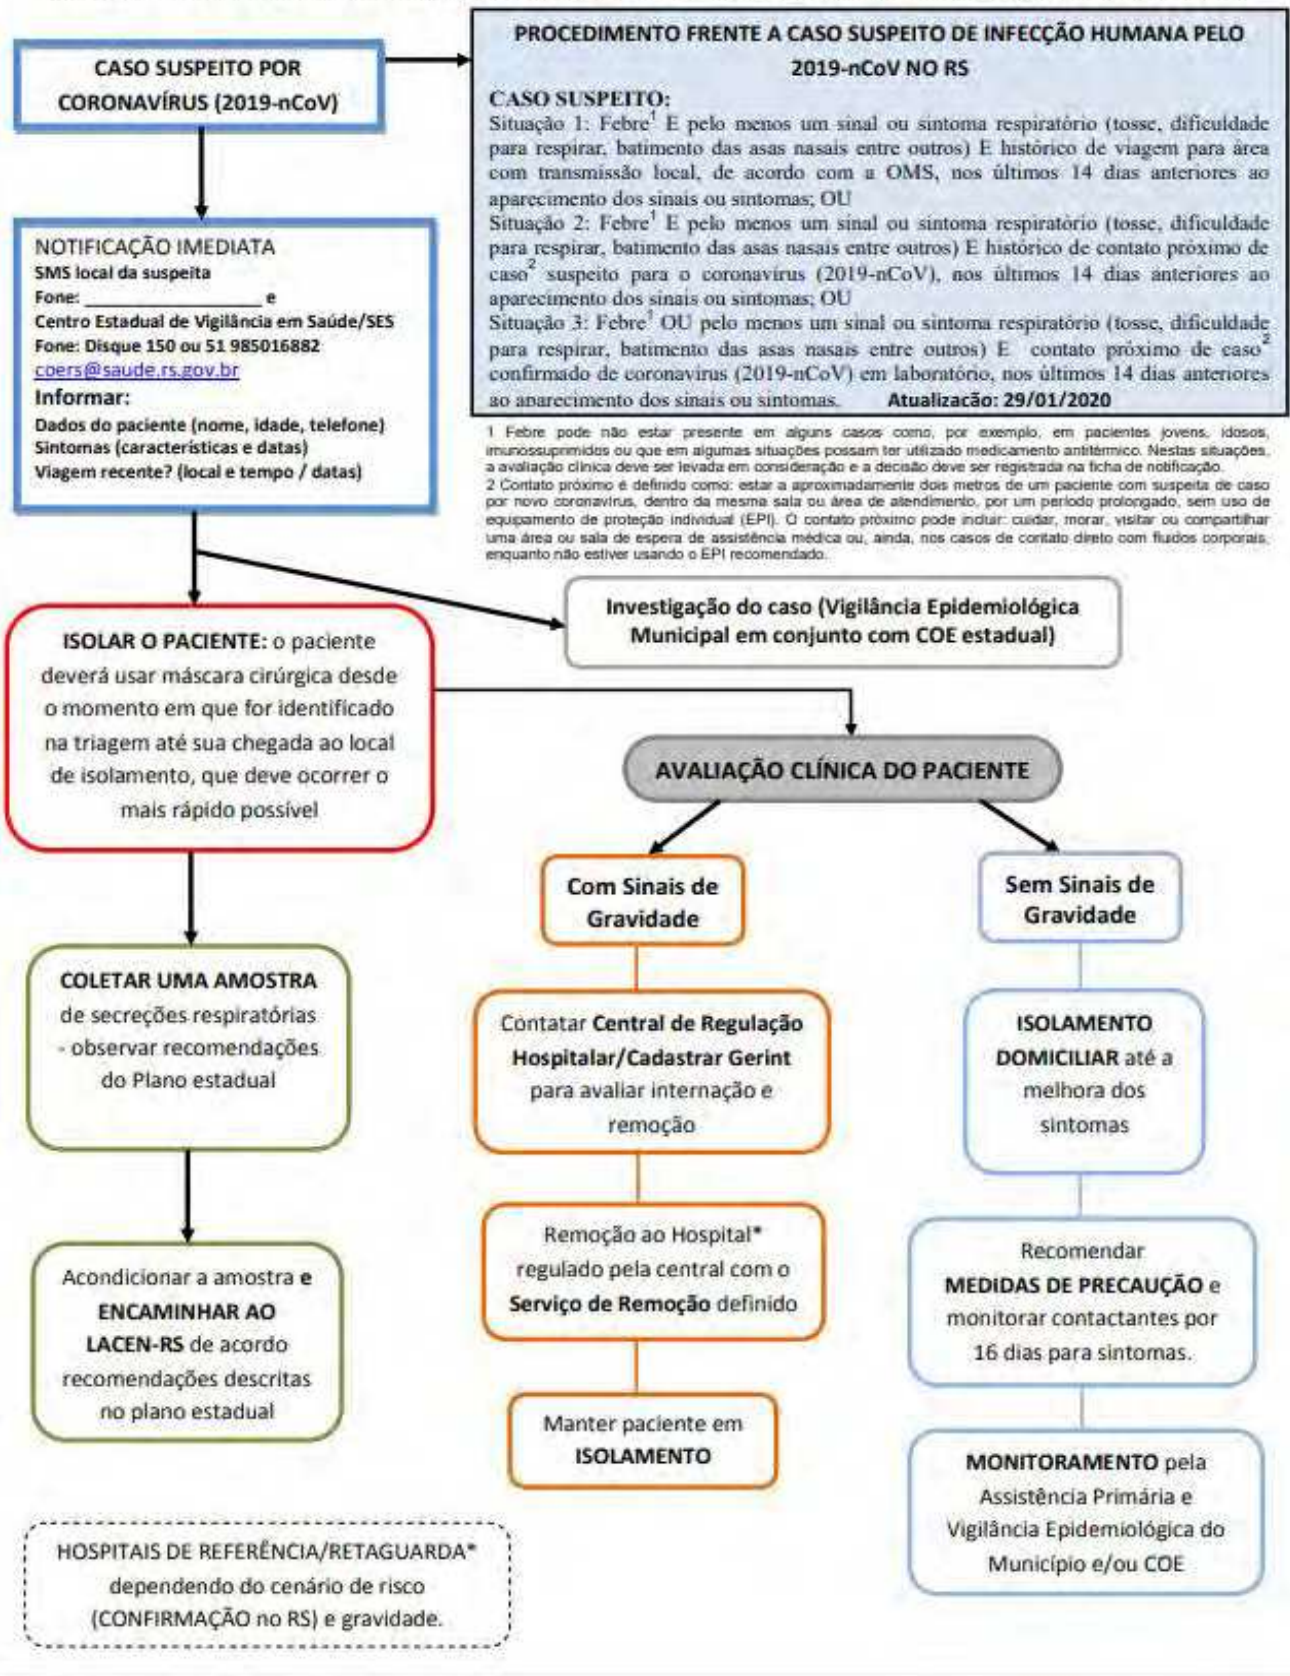 CASO SUSPEITO POR
CORONAVÍRUS (2019-nCoV)
PROCEDIMENTO FRENTE A CASO SUSPEITO DE INFECÇÃO HUMANA PELO
2019-nCoV NO RS
CASO SUSPEITO:
Situação 1: Febre¹ E pelo menos um sinal ou sintoma respiratório (tosse, dificuldade
para respirar, batimento das asas nasais entre outros) E histórico de viagem para área
com transmissão local, de acordo com a OMS, nos últimos 14 dias anteriores ao
aparecimento dos sinais ou sintomas; OU
Situação 2: Febre¹ E pelo menos um sinal ou sintoma respiratório (tosse, dificuldade
para respirar, batimento das asas nasais entre outros) E histórico de contato próximo de
caso² suspeito para o coronavírus (2019-nCoV), nos últimos 14 dias anteriores ao
aparecimento dos sinais ou sintomas; OU
Situação 3: Febre¹ OU pelo menos um sinal ou sintoma respiratório (tosse, dificuldade
para respirar, batimento das asas nasais entre outros) E contato próximo de caso²
confirmado de coronavírus (2019-nCoV) em laboratório, nos últimos 14 dias anteriores
ao aparecimento dos sinais ou sintomas. Atualização: 29/01/2020
1 Febre pode não estar presente em alguns casos como, por exemplo, em pacientes jovens, idosos,
imunossuprimidos ou que em algumas situações possam ter utilizado medicamento antitérmico. Nestas situações,
a avaliação clínica deve ser levada em consideração e a decisão deve ser registrada na ficha de notificação.
2 Contato próximo é definido como: estar a aproximadamente dois metros de um paciente com suspeita de caso
por novo coronavírus, dentro da mesma sala ou área de atendimento, por um período prolongado, sem uso de
equipamento de proteção individual (EPI). O contato próximo pode incluir: cuidar, morar, visitar ou compartilhar
uma área ou sala de espera de assistência médica ou, ainda, nos casos de contato direto com fluidos corporais,
enquanto não estiver usando o EPI recomendado.
NOTIFICAÇÃO IMEDIATA
SMS local da suspeita
Fone: ____________________ e
Centro Estadual de Vigilância em Saúde/SES
Fone: Disque 150 ou 51 985016882
coers@saude.rs.gov.br
Informar:
Dados do paciente (nome, idade, telefone)
Sintomas (características e datas)
Viagem recente? (local e tempo / datas)
Investigação do caso (Vigilância Epidemiológica
Municipal em conjunto com COE estadual)
ISOLAR O PACIENTE: o paciente
deverá usar máscara cirúrgica desde
o momento em que for identificado
na triagem até sua chegada ao local
de isolamento, que deve ocorrer o
mais rápido possível
AVALIAÇÃO CLÍNICA DO PACIENTE
COLETAR UMA AMOSTRA
de secreções respiratórias
- observar recomendações
do Plano estadual
Acondicionar a amostra e
ENCAMINHAR AO
LACEN-RS de acordo
recomendações descritas
no plano estadual
Com Sinais de
Gravidade
Contatar Central de Regulação
Hospitalar/Cadastrar Gerint
para avaliar internação e
remoção
Remoção ao Hospital*
regulado pela central com o
Serviço de Remoção definido
Manter paciente em
ISOLAMENTO
Sem Sinais de
Gravidade
ISOLAMENTO
DOMICILIAR até a
melhora dos
sintomas
Recomendar
MEDIDAS DE PRECAUÇÃO e
monitorar contactantes por
16 dias para sintomas.
MONITORAMENTO pela
Assistência Primária e
Vigilância Epidemiológica do
Município e/ou COE
HOSPITAIS DE REFERÊNCIA/RETAGUARDA*
dependendo do cenário de risco
(CONFIRMAÇÃO no RS) e gravidade.